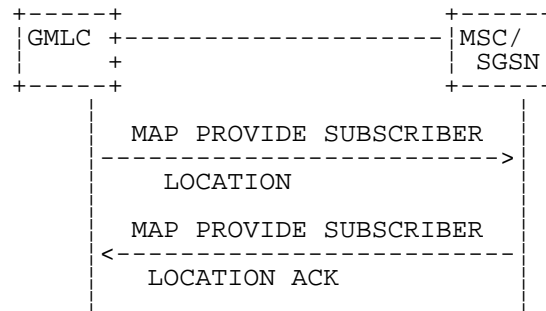 GMLC MSC/
SGSN
MAP PROVIDE SUBSCRIBER
LOCATION
MAP PROVIDE SUBSCRIBER
LOCATION ACK